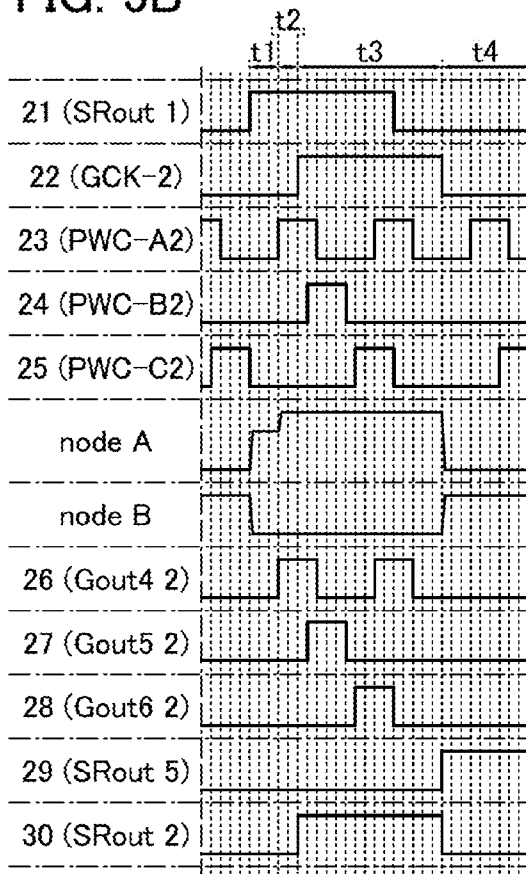 FIG. 5B
t2
t1 t3 t4
21 (SRout 1)
22 (GCK-2)
23 (PWC-A2)
24 (PWC-B2)
25 (PWC-C2)
node A
node B
26 (Gout4 2)
27 (Gout5 2)
28 (Gout6 2)
29 (SRout 5)
30 (SRout 2)